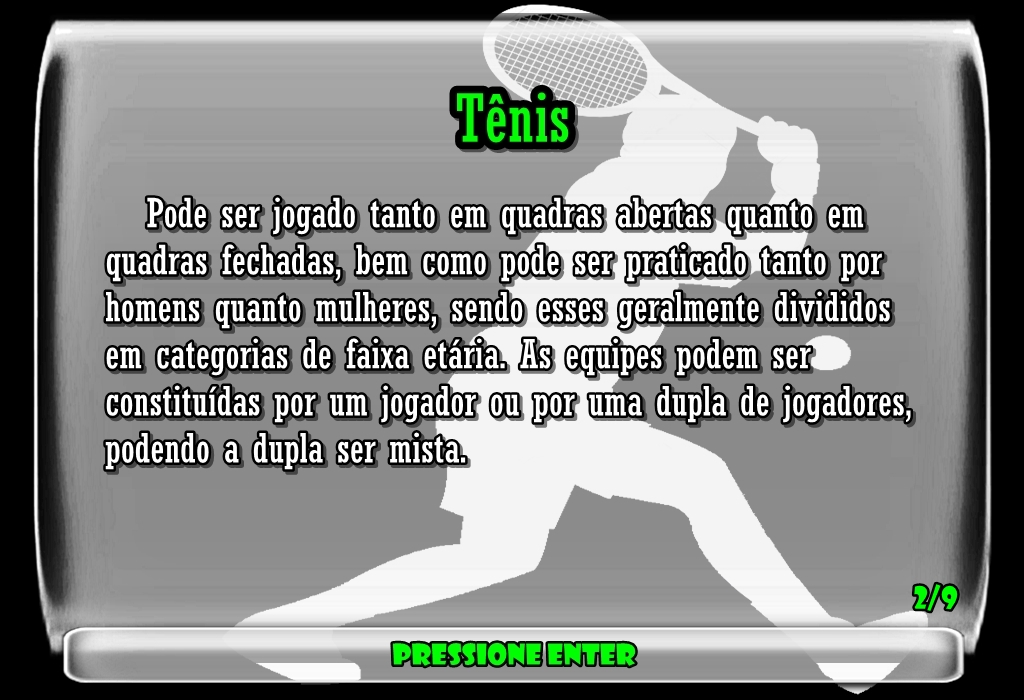 Tênis
Pode ser jogado tanto em quadras abertas quanto em
quadras fechadas, bem como pode ser praticado tanto por
homens quanto mulheres, sendo esses geralmente divididos
em categorias de faixa etária. As equipes podem ser
constituídas por um jogador ou por uma dupla de jogadores,
podendo a dupla ser mista.
2/9
PRESSIONE ENTER